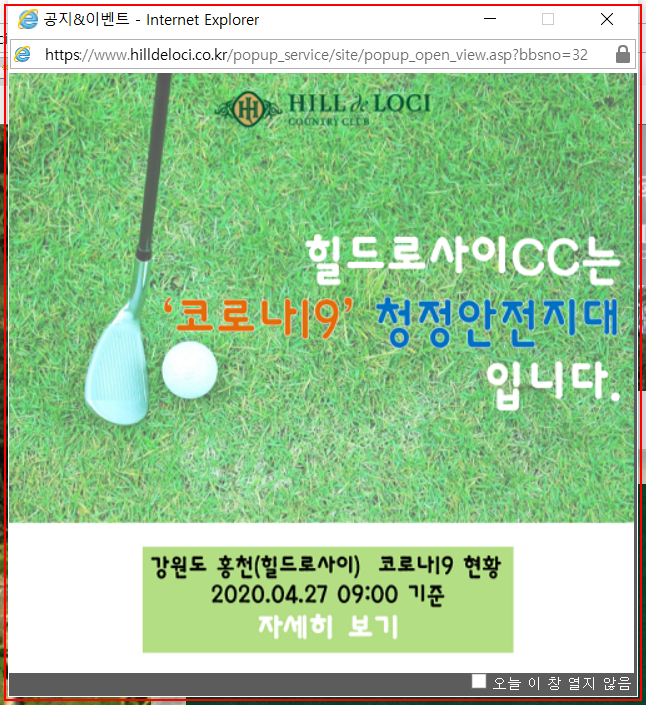 공지&이벤트 - Internet Explorer
https://www.hilldeloci.co.kr/popup_service/site/popup_open_view.asp?bbsno=32
HILL de LOCI
COUNTRY CLUB
힐드로사이CC는
‘코로나19’ 청정안전지대
입니다.
강원도 홍천(힐드로사이) 코로나19 현황
2020.04.27 09:00 기준
자세히 보기
오늘 이 창 열지 않음